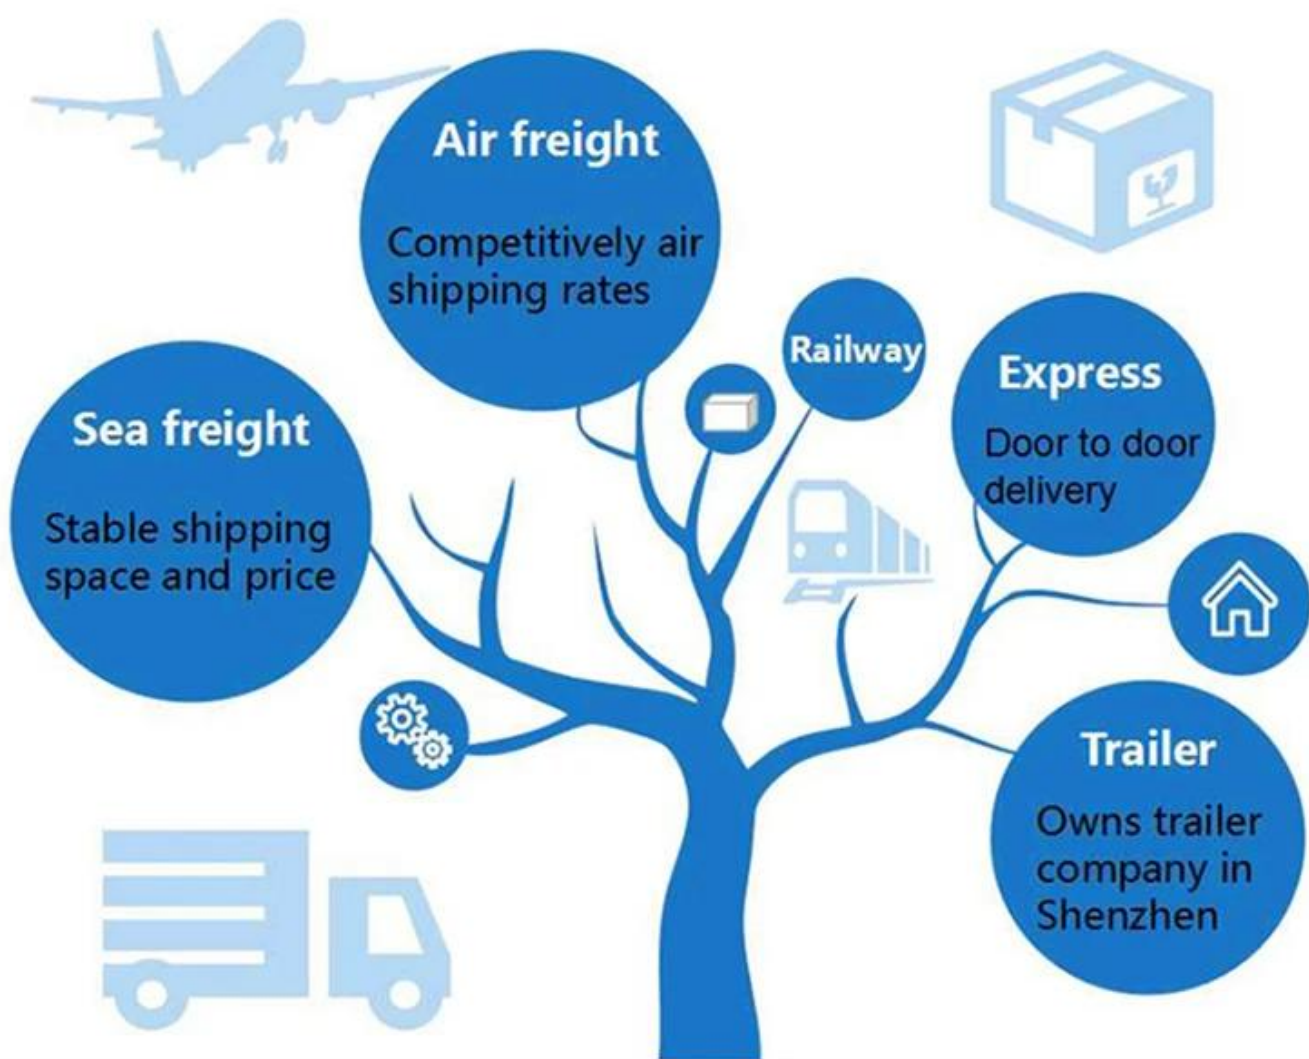 Air freight
Competitively air
shipping rates
Railway
Express
Door to door
delivery
Sea freight
Stable shipping
space and price
Trailer
Owns trailer
company in
Shenzhen